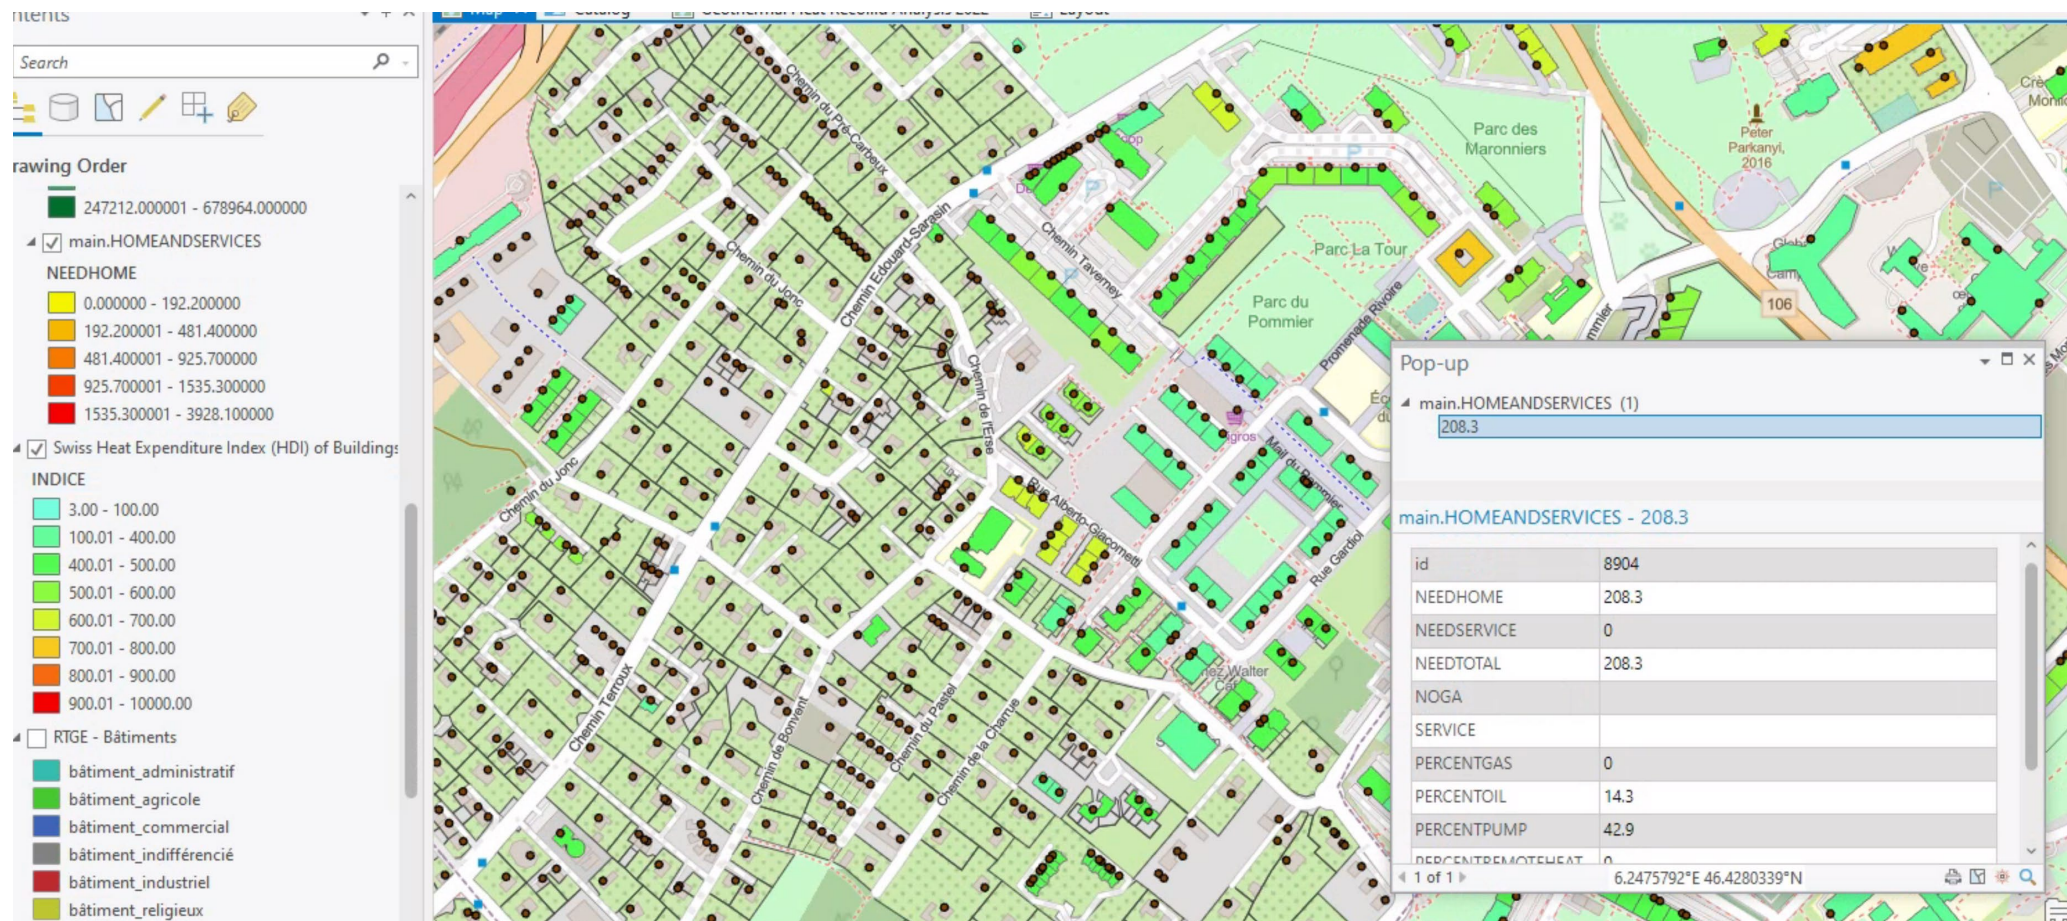 Search
rawing Order
247212.000001 - 678964.000000
main.HOMEANDSERVICES
NEEDHOME
0.000000 - 192.200000
192.200001 - 481.400000
481.400001 - 925.700000
925.700001 - 1535.300000
1535.300001 - 3928.100000
Swiss Heat Expenditure Index (HDI) of Buildings
INDICE
3.00 - 100.00
100.01 - 400.00
400.01 - 500.00
500.01 - 600.00
600.01 - 700.00
700.01 - 800.00
800.01 - 900.00
900.01 - 10000.00
RTGE - Bâtiments
bâtiment_administratif
bâtiment_agricole
bâtiment_commercial
bâtiment_indifférencié
bâtiment_industriel
bâtiment_religieux
Chemin du Pré-Carbeux
Parc des
Maronniers
Peter
Parkanyi,
2016
P
P
P
P
Chemin Edouard-Sarasin
Chemin Taverney
Parc La Tour
Chemin du Jonc
Parc du
Pommier
106
Promenade Rivoire
Chemin de l'Erse
Mail du Pommier
Chemin du Jonc
Rue Alberto-Giacometti
Rue Gardiol
Chemin Terroux
Chemin de Bonvent
Chemin du Pastel
Chemin de la Charrue
Pop-up
main.HOMEANDSERVICES (1)
208.3
main.HOMEANDSERVICES - 208.3
id 8904
NEEDHOME 208.3
NEEDSERVICE 0
NEEDTOTAL 208.3
NOGA
SERVICE
PERCENTGAS 0
PERCENTOIL 14.3
PERCENTPUMP 42.9
PERCENTREMOTEHEAT 0
1 of 1
6.2475792°E 46.4280339°N